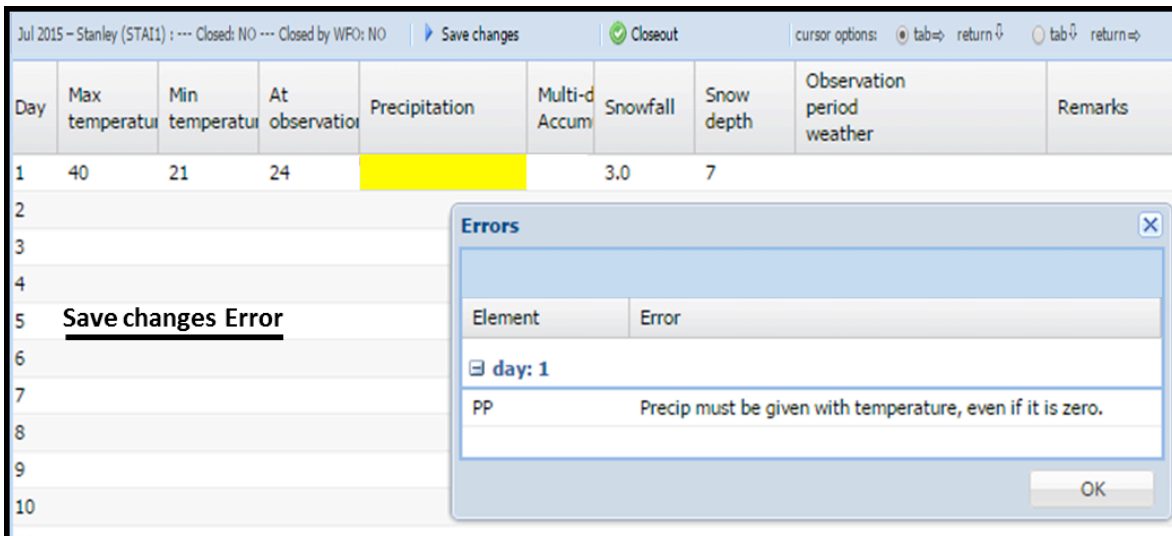 Jul 2015 – Stanley (STAI1) : --- Closed: NO --- Closed by WFO: NO Save changes Closeout cursor options: tab⇨ return⇩ tab⇩ return⇨
Day Max temperatur Min temperatur At observation Precipitation Multi-d Accum Snowfall Snow depth Observation period weather Remarks
1 40 21 24 3.0 7
2
3
4
5
6
7
8
9
10
Save changes Error
Errors
Element Error
day: 1
PP Precip must be given with temperature, even if it is zero.
OK